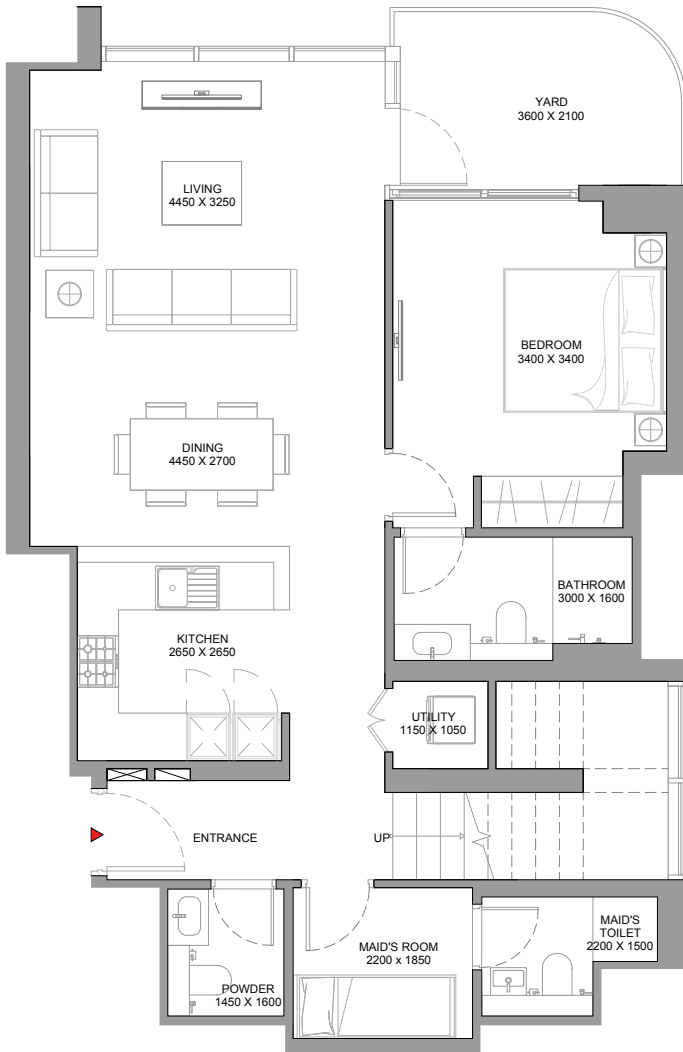 YARD
3600 X 2100
LIVING
4450 X 3250
BEDROOM
3400 X 3400
DINING
4450 X 2700
BATHROOM
3000 X 1600
KITCHEN
2650 X 2650
UTILITY
1150 X 1050
ENTRANCE
UP
MAID'S
TOILET
2200 X 1500
MAID'S ROOM
2200 x 1850
POWDER
1450 X 1600